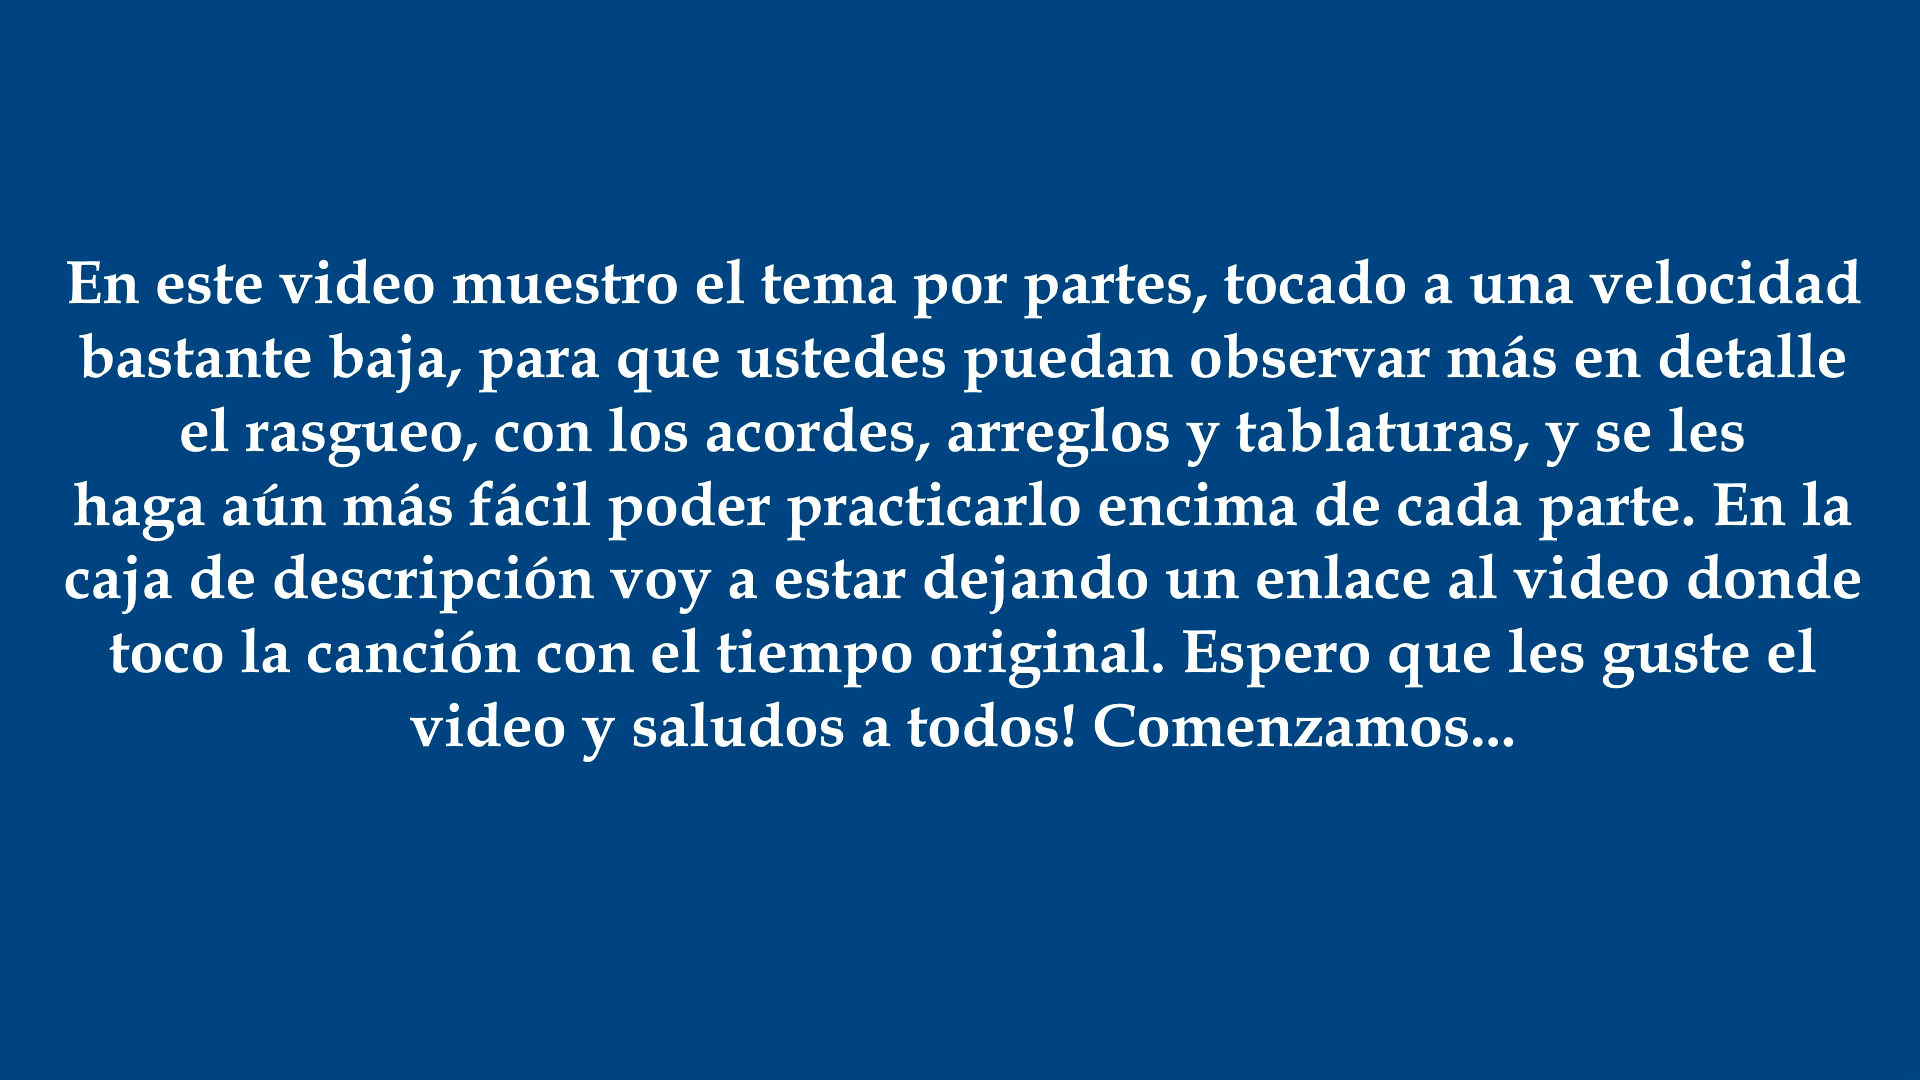 En este video muestro el tema por partes, tocado a una velocidad
bastante baja, para que ustedes puedan observar más en detalle
el rasgueo, con los acordes, arreglos y tablaturas, y se les
haga aún más fácil poder practicarlo encima de cada parte. En la
caja de descripción voy a estar dejando un enlace al video donde
toco la canción con el tiempo original. Espero que les guste el
video y saludos a todos! Comenzamos...